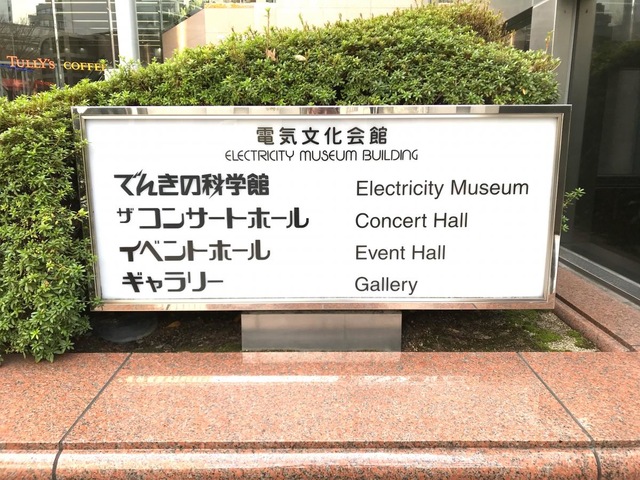 TULLY'S COFFEE
電気文化会館
ELECTRICITY MUSEUM BUILDING
でんきの科学館 Electricity Museum
ザ コンサートホール Concert Hall
イベントホール Event Hall
ギャラリー Gallery